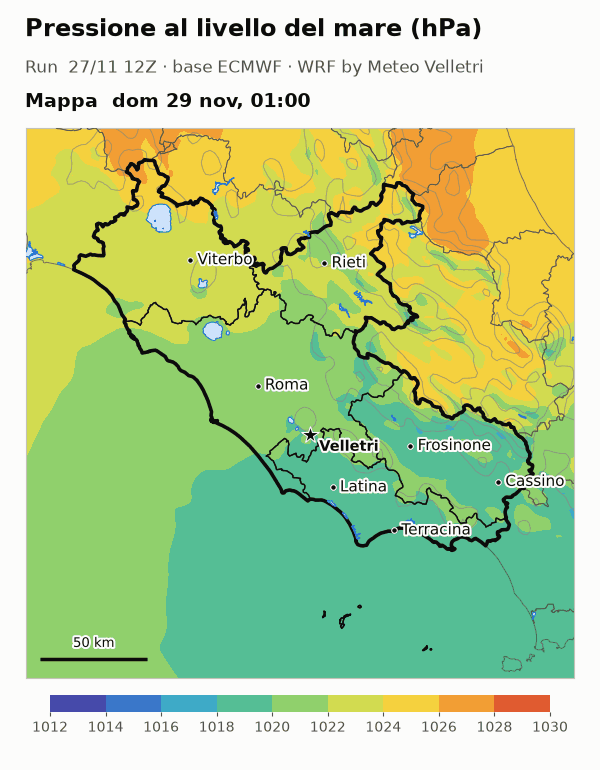 Pressione al livello del mare (hPa)
Run  27/11 12Z · base ECMWF · WRF by Meteo Velletri
Mappa  dom 29 nov, 01:00
Viterbo
Rieti
Roma
Velletri
Frosinone
Cassino
Latina
Terracina
50 km
1012 1014 1016 1018 1020 1022 1024 1026 1028 1030